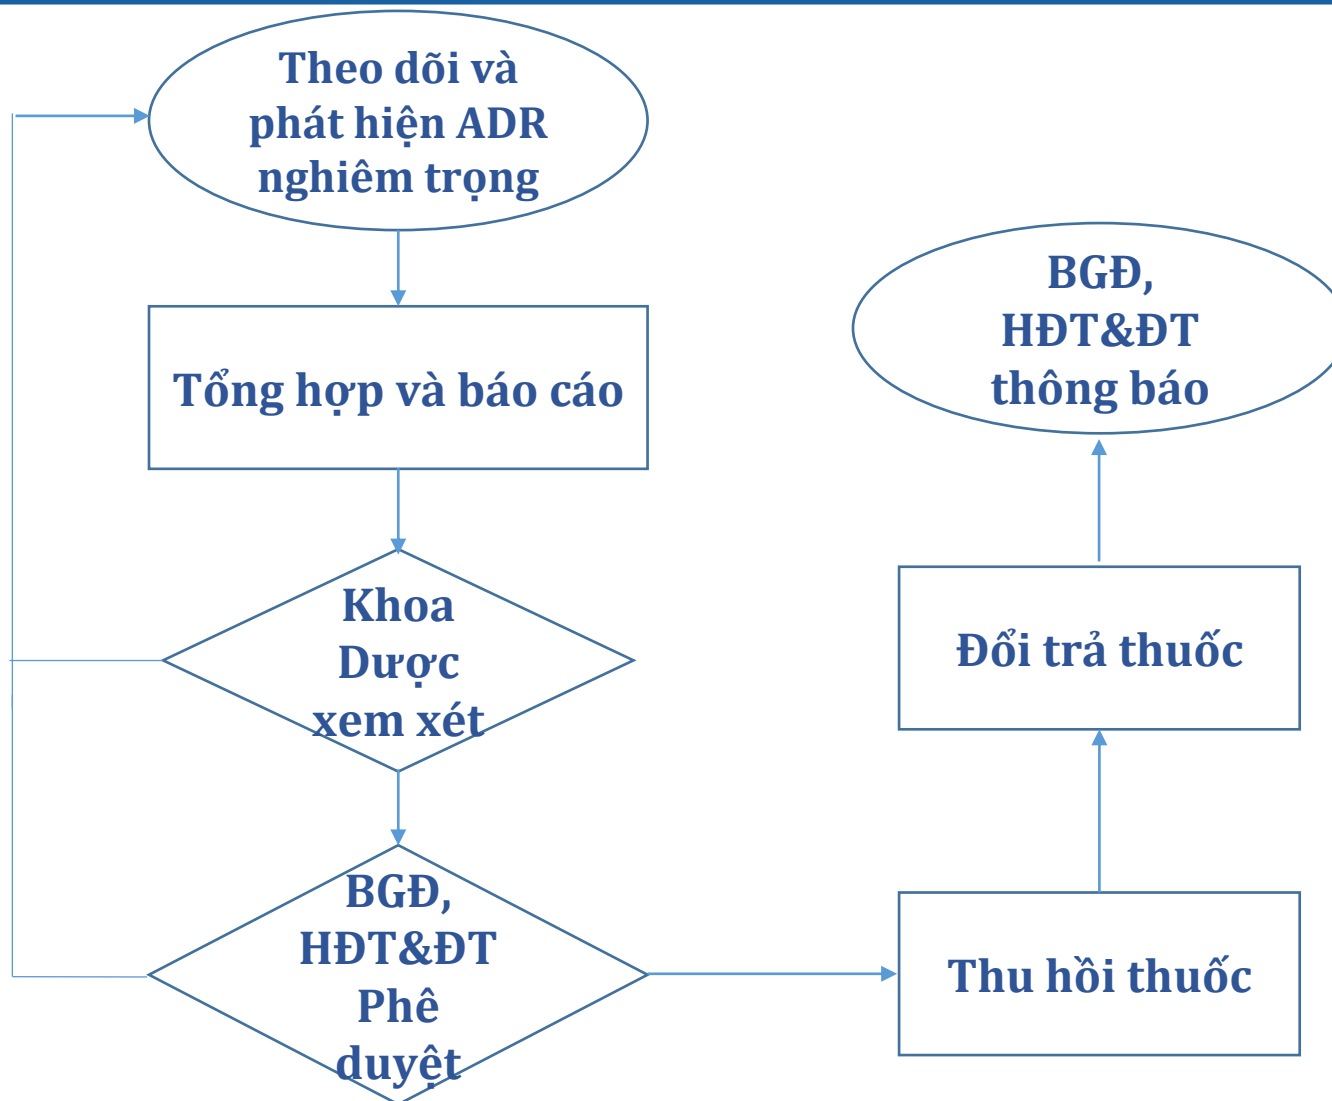 Theo dõi và
phát hiện ADR
nghiêm trọng
Tổng hợp và báo cáo
Khoa
Dược
xem xét
BGĐ,
HĐT&ĐT
Phê
duyệt
Thu hồi thuốc
Đổi trả thuốc
BGĐ,
HĐT&ĐT
thông báo